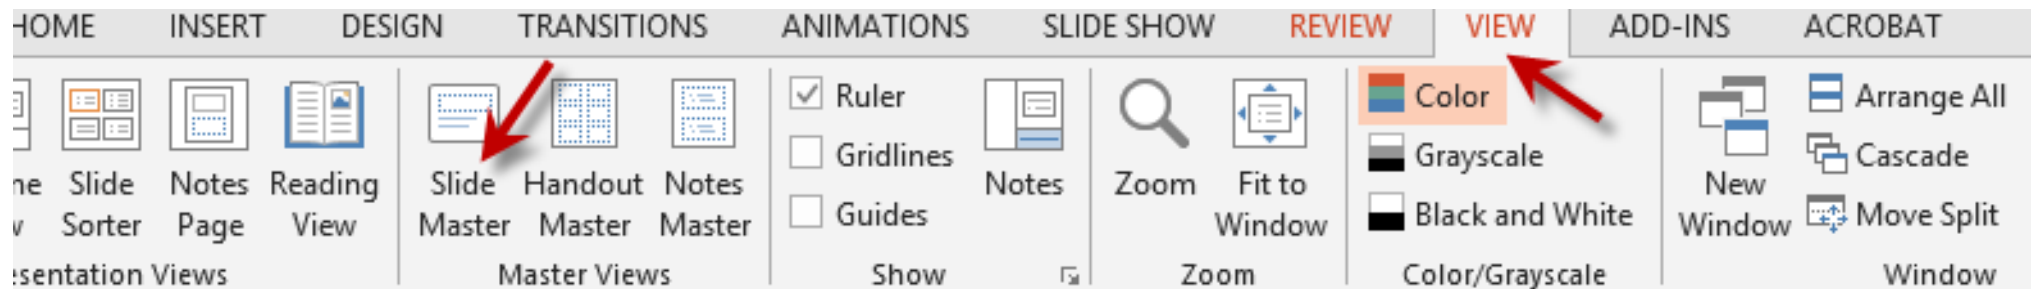 HOME INSERT DESIGN TRANSITIONS ANIMATIONS SLIDE SHOW REVIEW VIEW ADD-INS ACROBAT
Slide Sorter
Notes Page
Reading View
Slide Master
Handout Master
Notes Master
Ruler
Gridlines
Guides
Notes
Zoom
Fit to Window
Color
Grayscale
Black and White
New Window
Arrange All
Cascade
Move Split
Views
Master Views
Show
Zoom
Color/Grayscale
Window